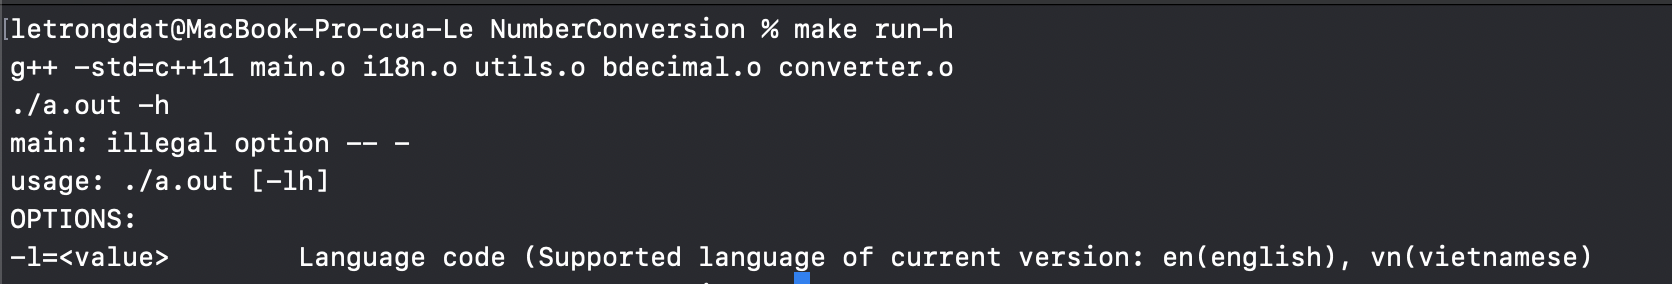 [letrongdat@MacBook-Pro-cua-Le NumberConversion % make run-h
g++ -std=c++11 main.o i18n.o utils.o bdecimal.o converter.o
./a.out -h
main: illegal option -- -
usage: ./a.out [-lh]
OPTIONS:
-l=<value>        Language code (Supported language of current version: en(english), vn(vietnamese)